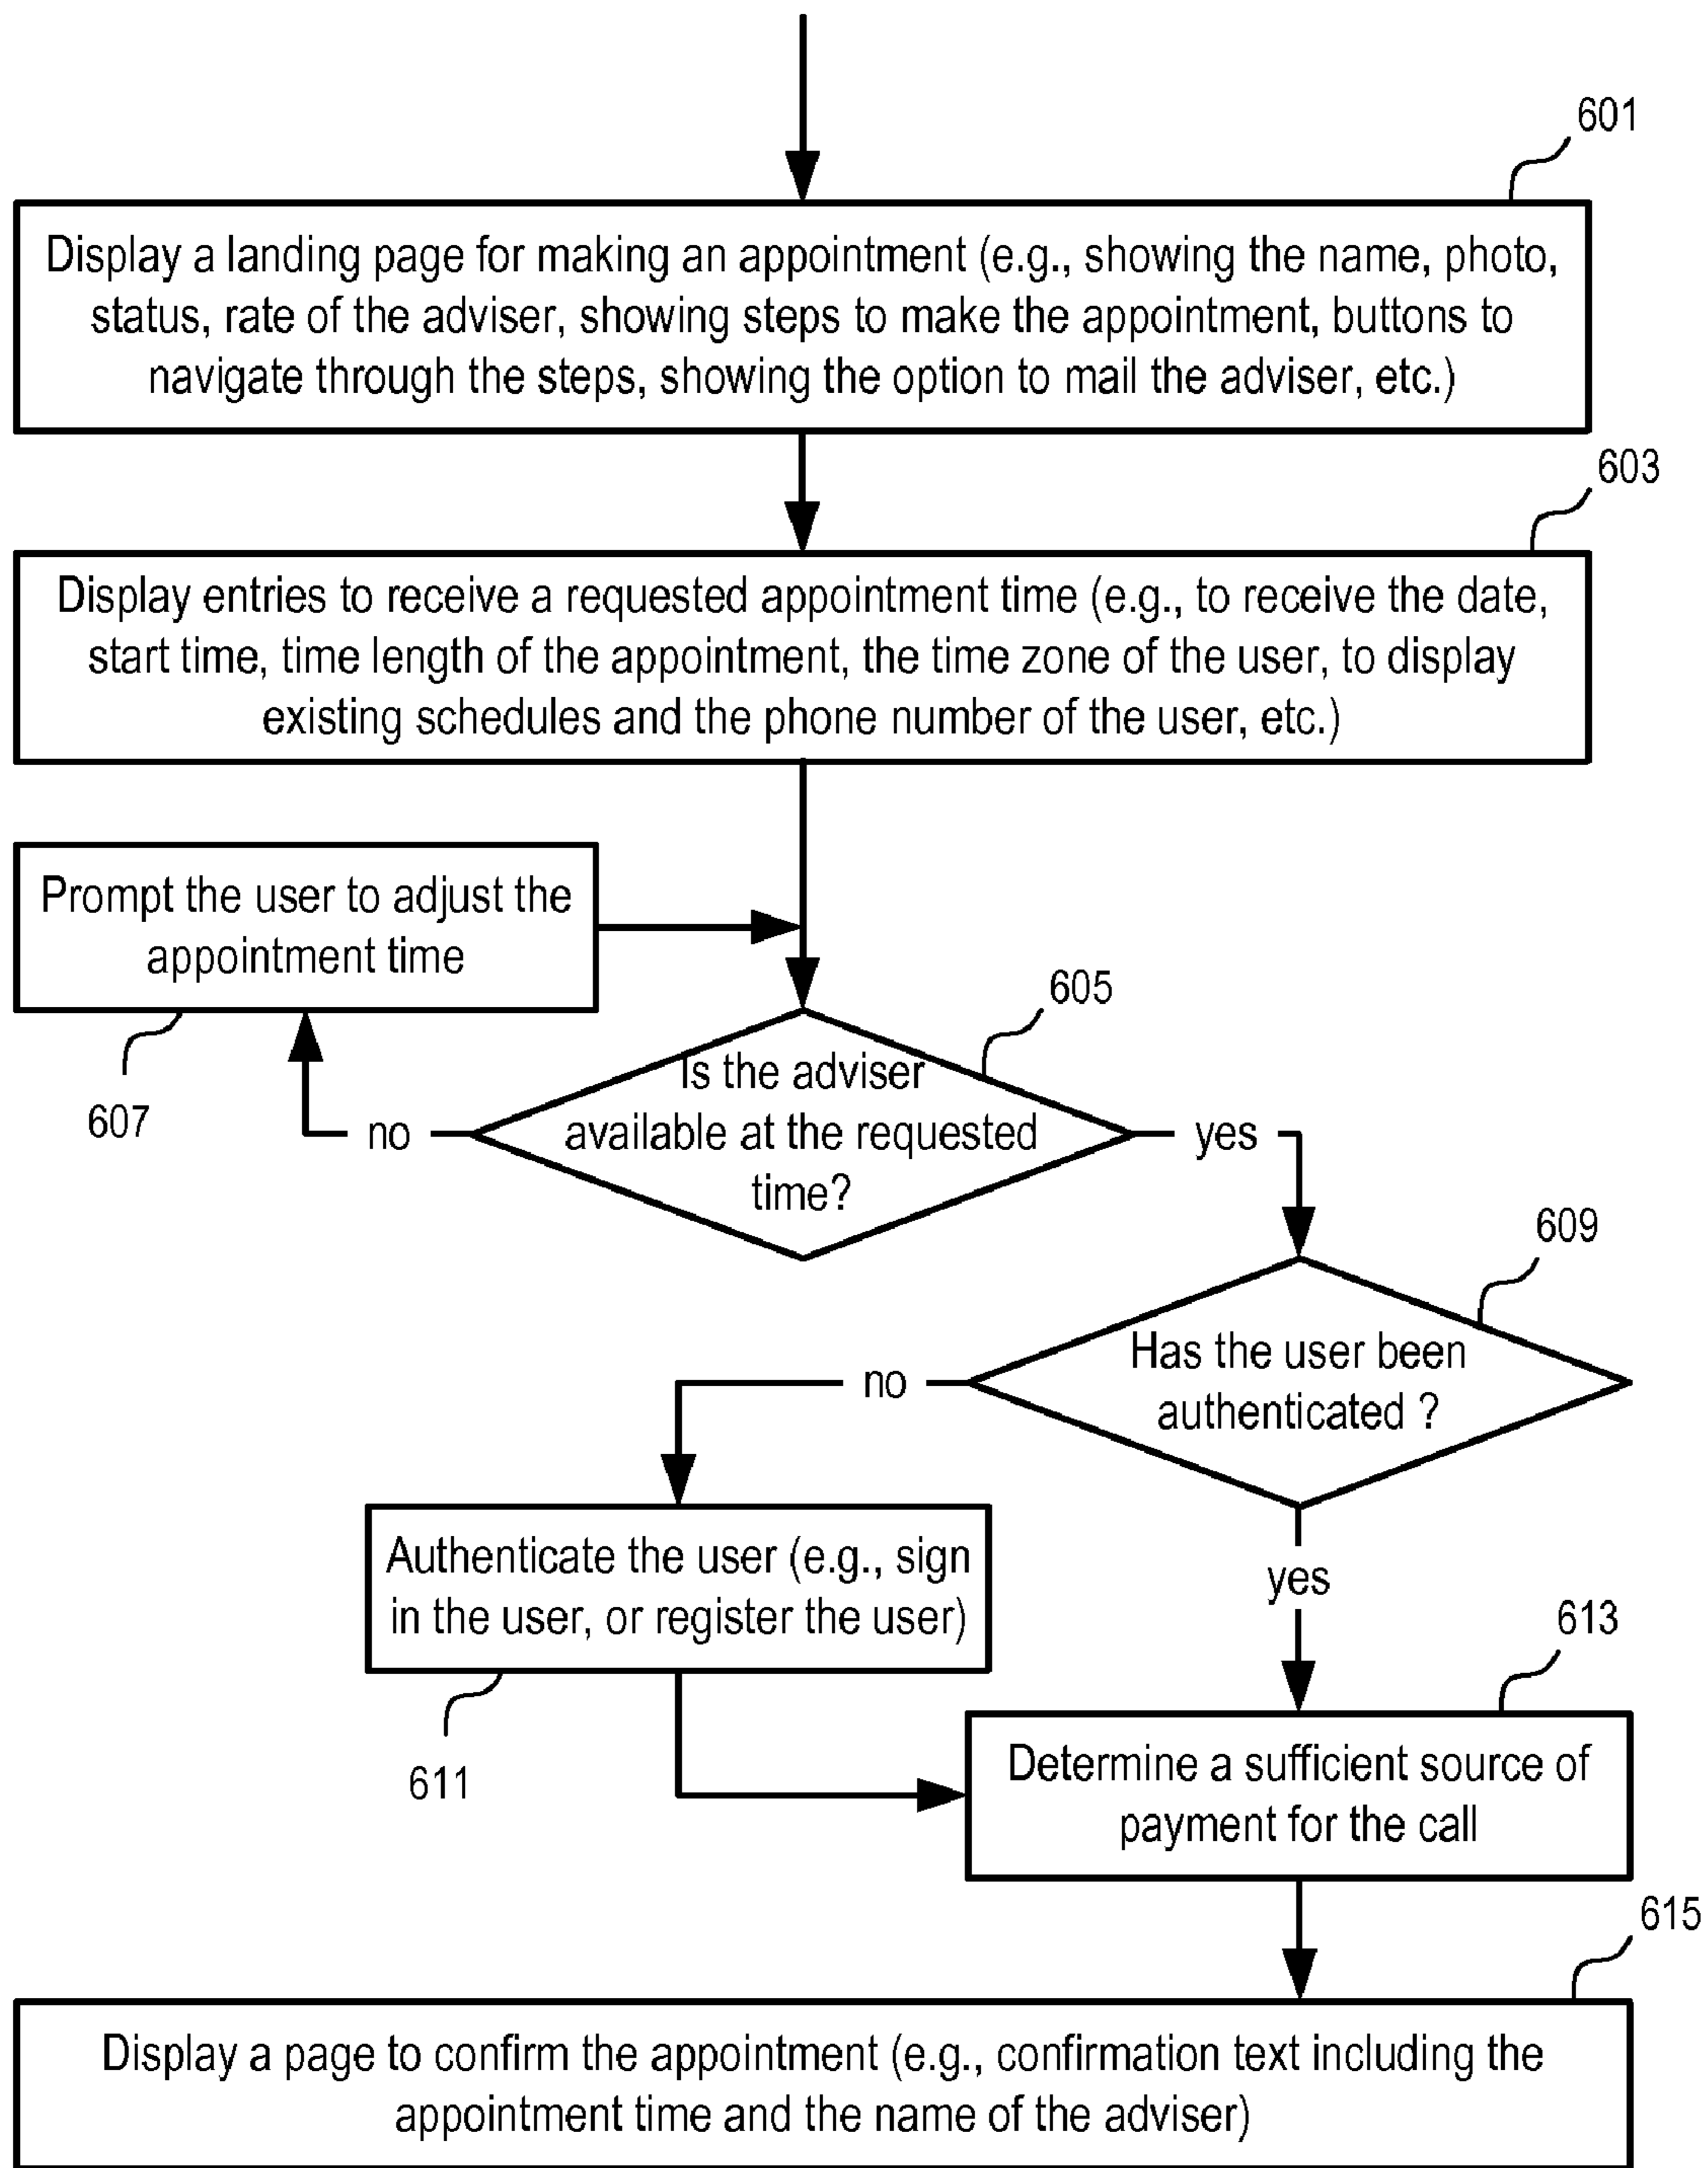 601
Display a landing page for making an appointment (e.g., showing the name, photo,
status, rate of the adviser, showing steps to make the appointment, buttons to
navigate through the steps, showing the option to mail the adviser, etc.)
603
Display entries to receive a requested appointment time (e.g., to receive the date,
start time, time length of the appointment, the time zone of the user, to display
existing schedules and the phone number of the user, etc.)
Prompt the user to adjust the
appointment time
607
605
Is the adviser
available at the requested
time?
no
yes
609
Has the user been
authenticated ?
no
yes
Authenticate the user (e.g., sign
in the user, or register the user)
611
613
Determine a sufficient source of
payment for the call
615
Display a page to confirm the appointment (e.g., confirmation text including the
appointment time and the name of the adviser)